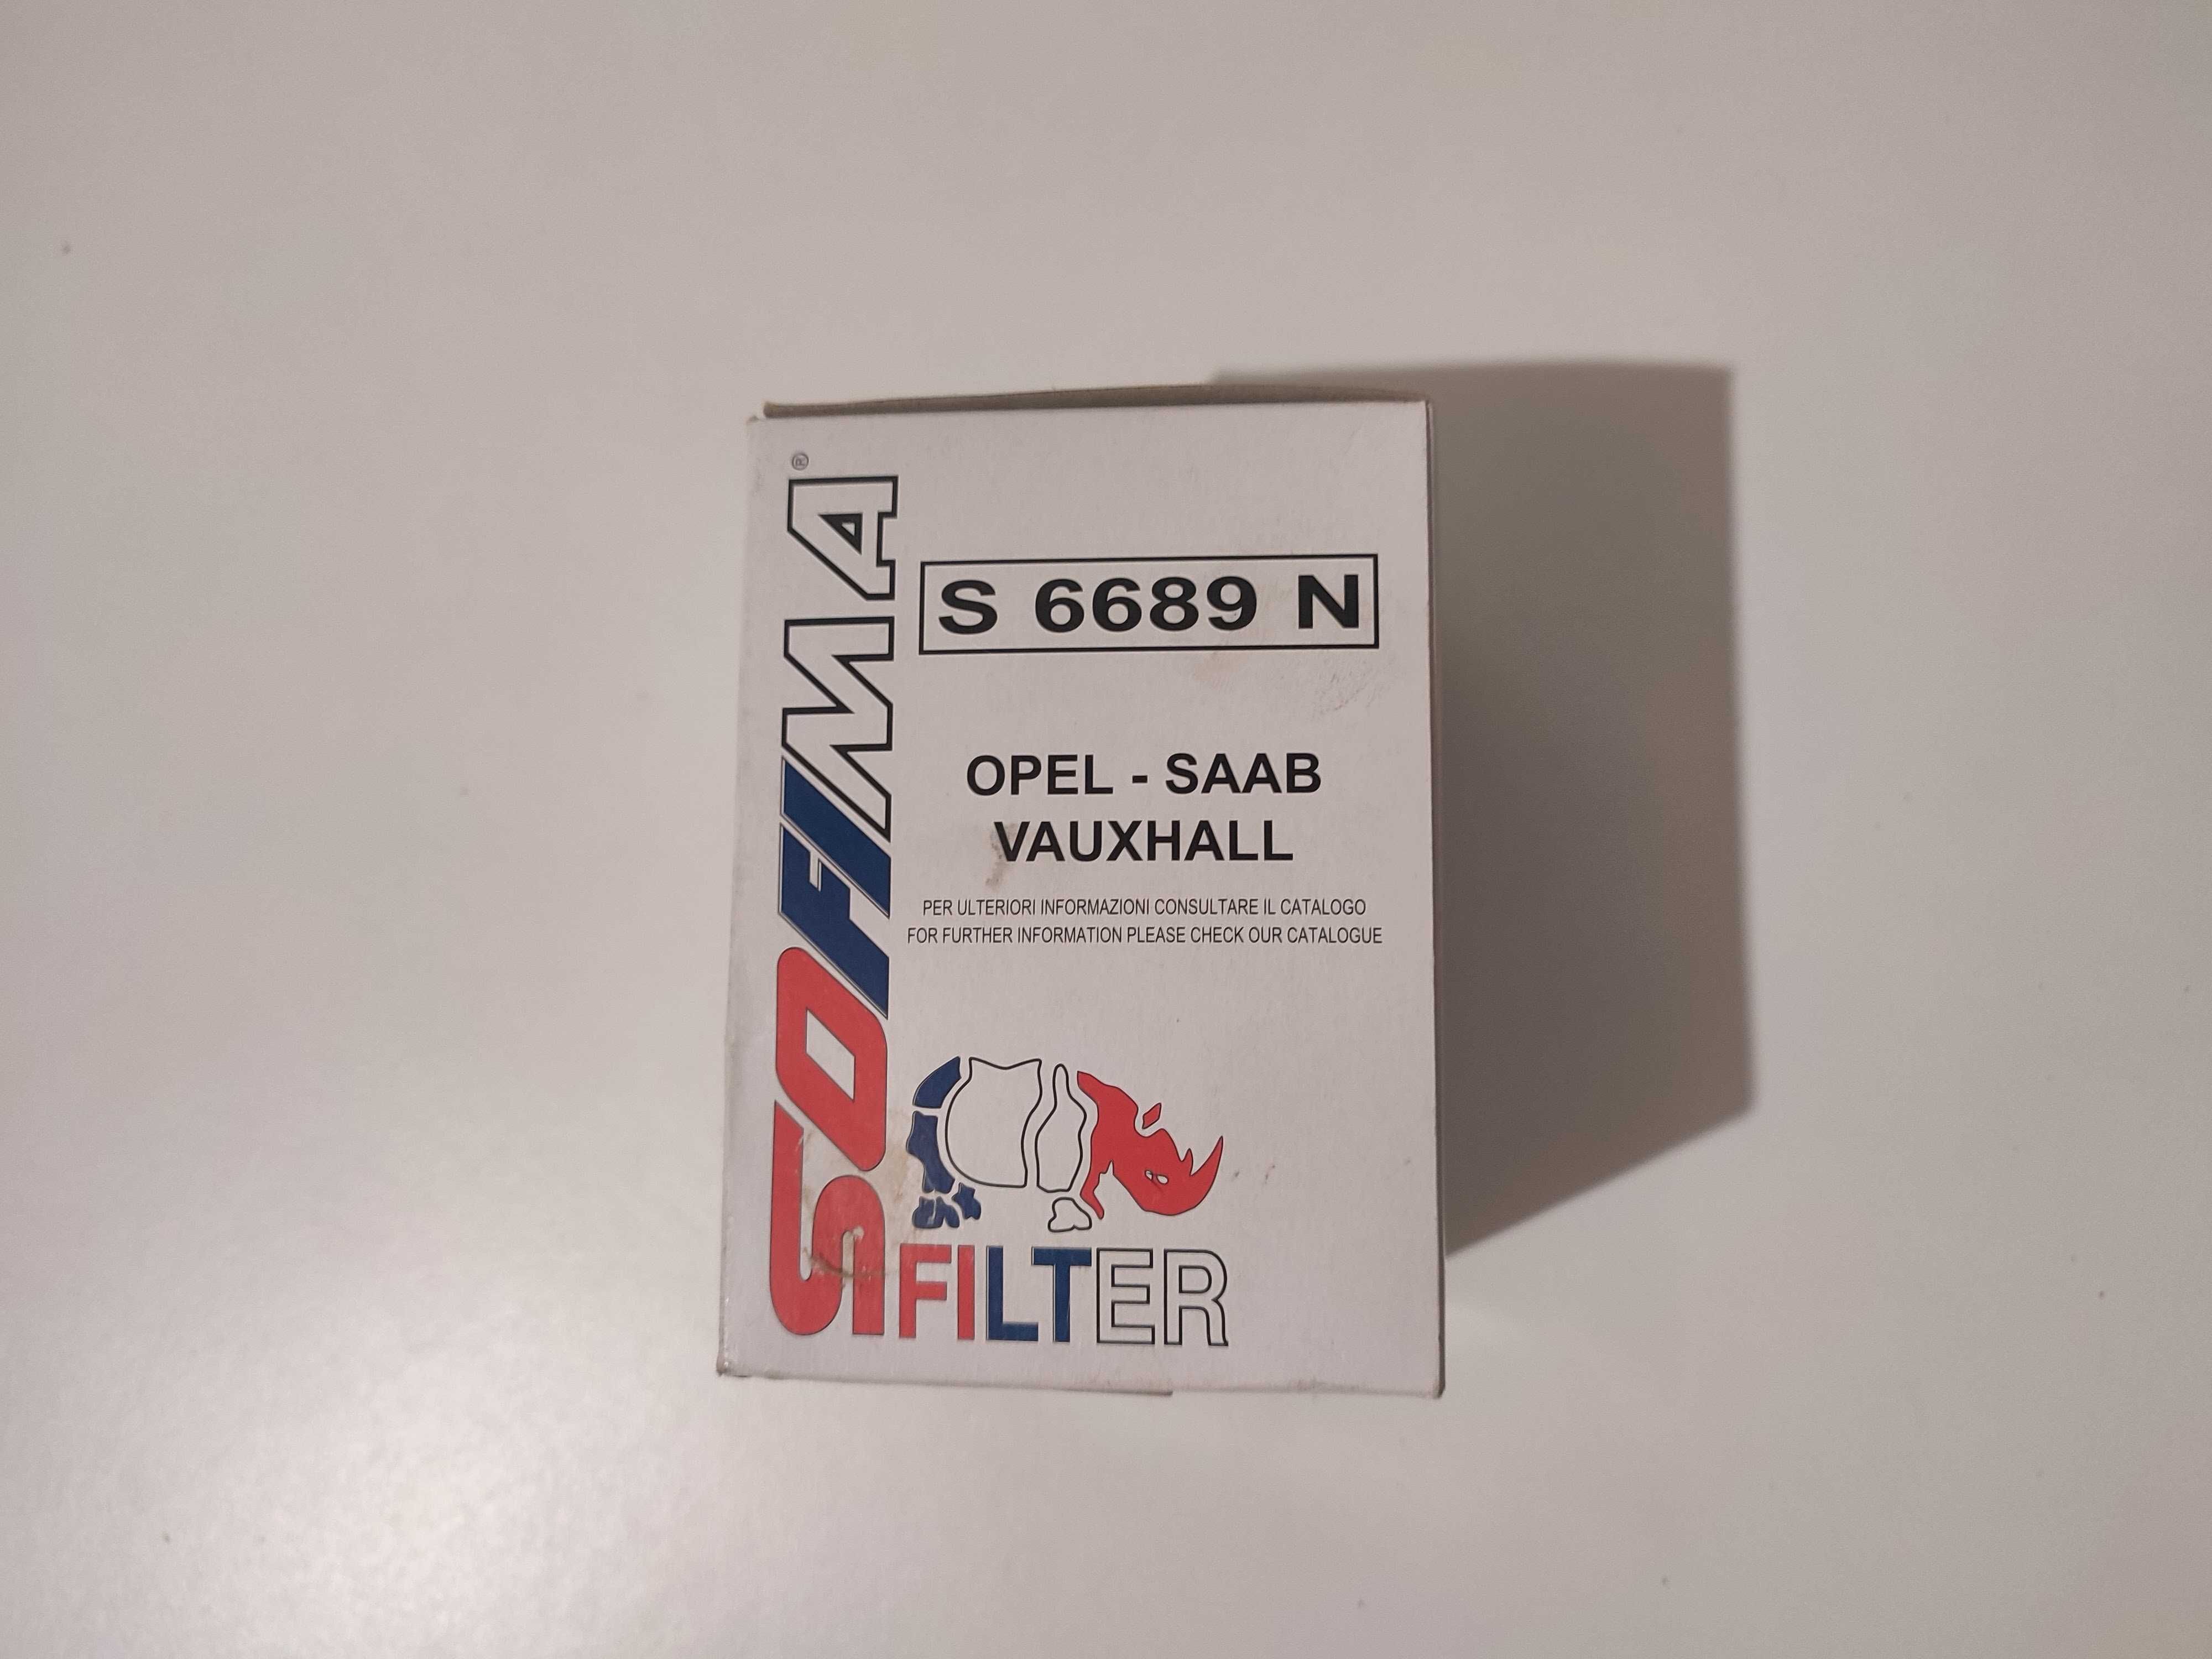 SOFIMA®
S 6689 N
OPEL - SAAB
VAUXHALL
PER ULTERIORI INFORMAZIONI CONSULTARE IL CATALOGO
FOR FURTHER INFORMATION PLEASE CHECK OUR CATALOGUE
FILTER